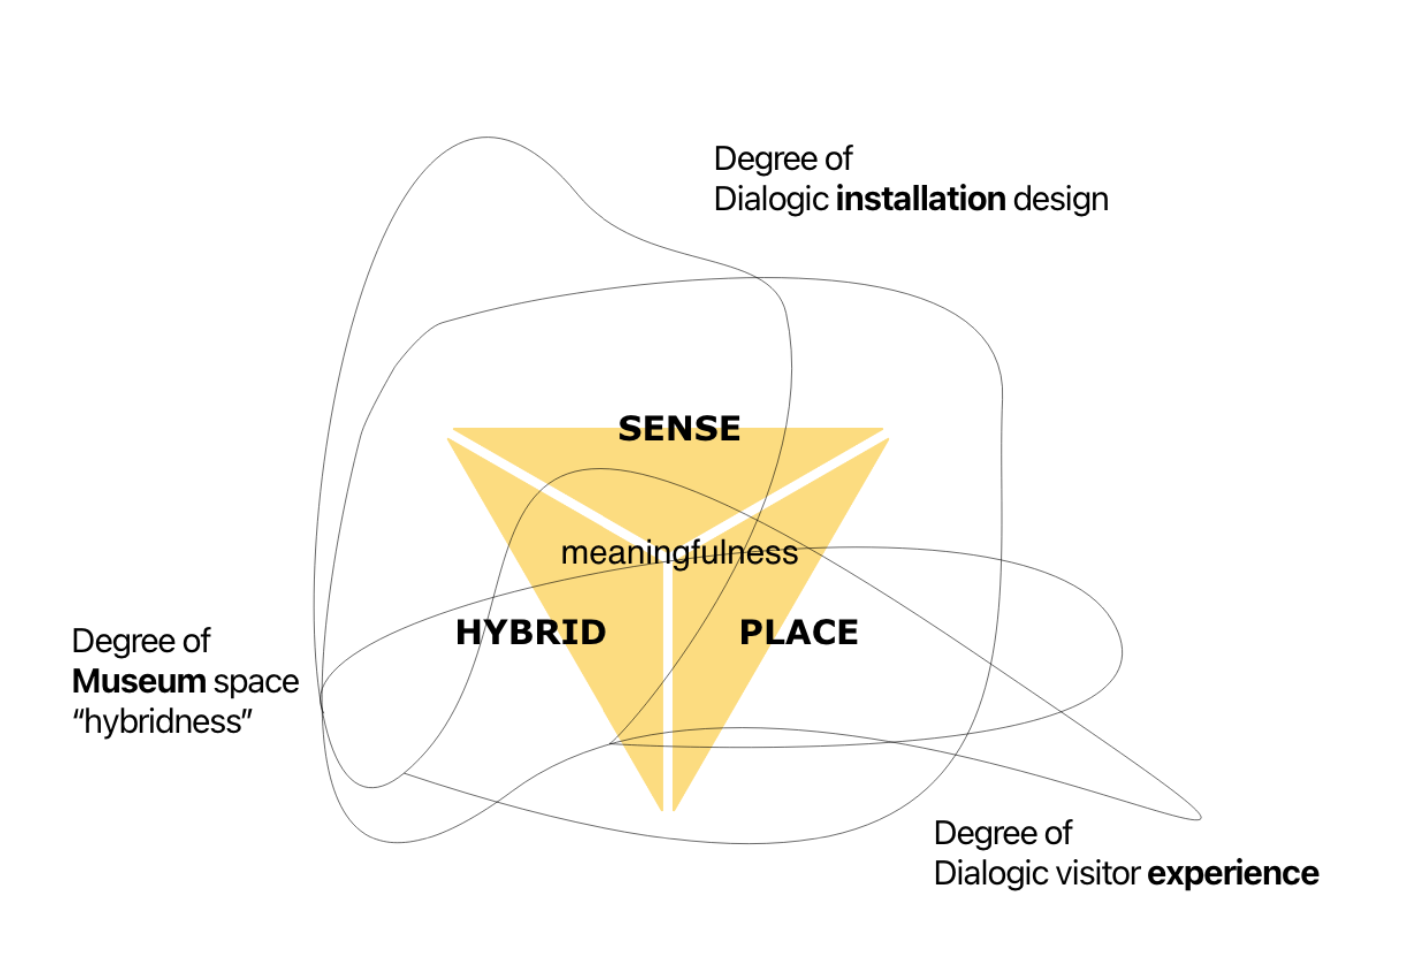 Degree of
Dialogic installation design
SENSE
meaningfulness
HYBRID
PLACE
Degree of
Museum space
“hybridness”
Degree of
Dialogic visitor experience